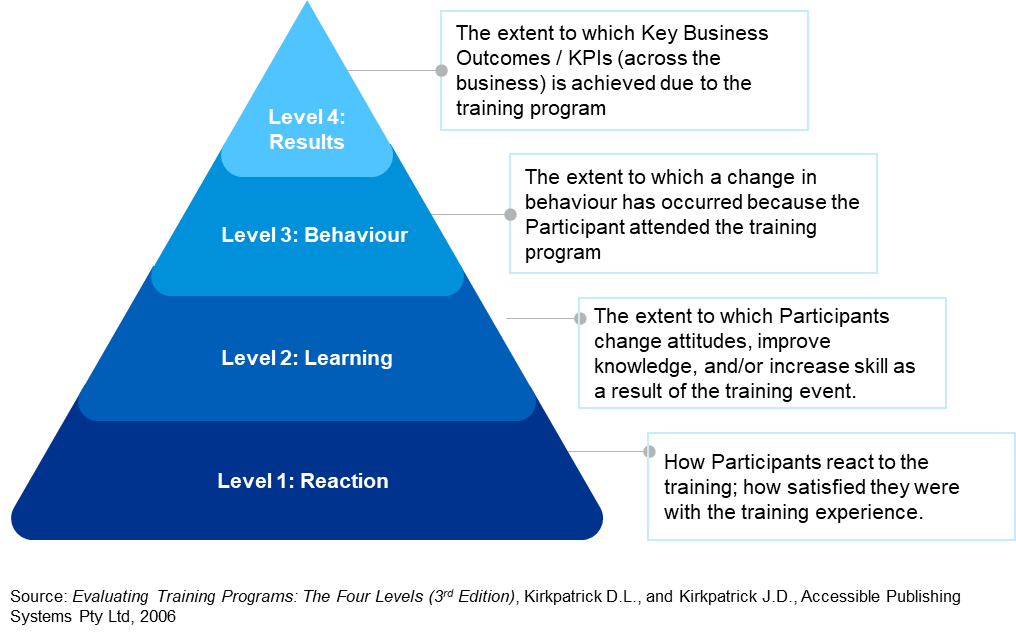 The extent to which Key Business
Outcomes / KPIs (across the
business) is achieved due to the
training program
Level 4:
Results
The extent to which a change in
behaviour has occurred because the
Participant attended the training
program
Level 3: Behaviour
The extent to which Participants
change attitudes, improve
knowledge, and/or increase skill as
a result of the training event.
Level 2: Learning
How Participants react to the
training; how satisfied they were
with the training experience.
Level 1: Reaction
Source: Evaluating Training Programs: The Four Levels (3rd Edition), Kirkpatrick D.L., and Kirkpatrick J.D., Accessible Publishing
Systems Pty Ltd, 2006